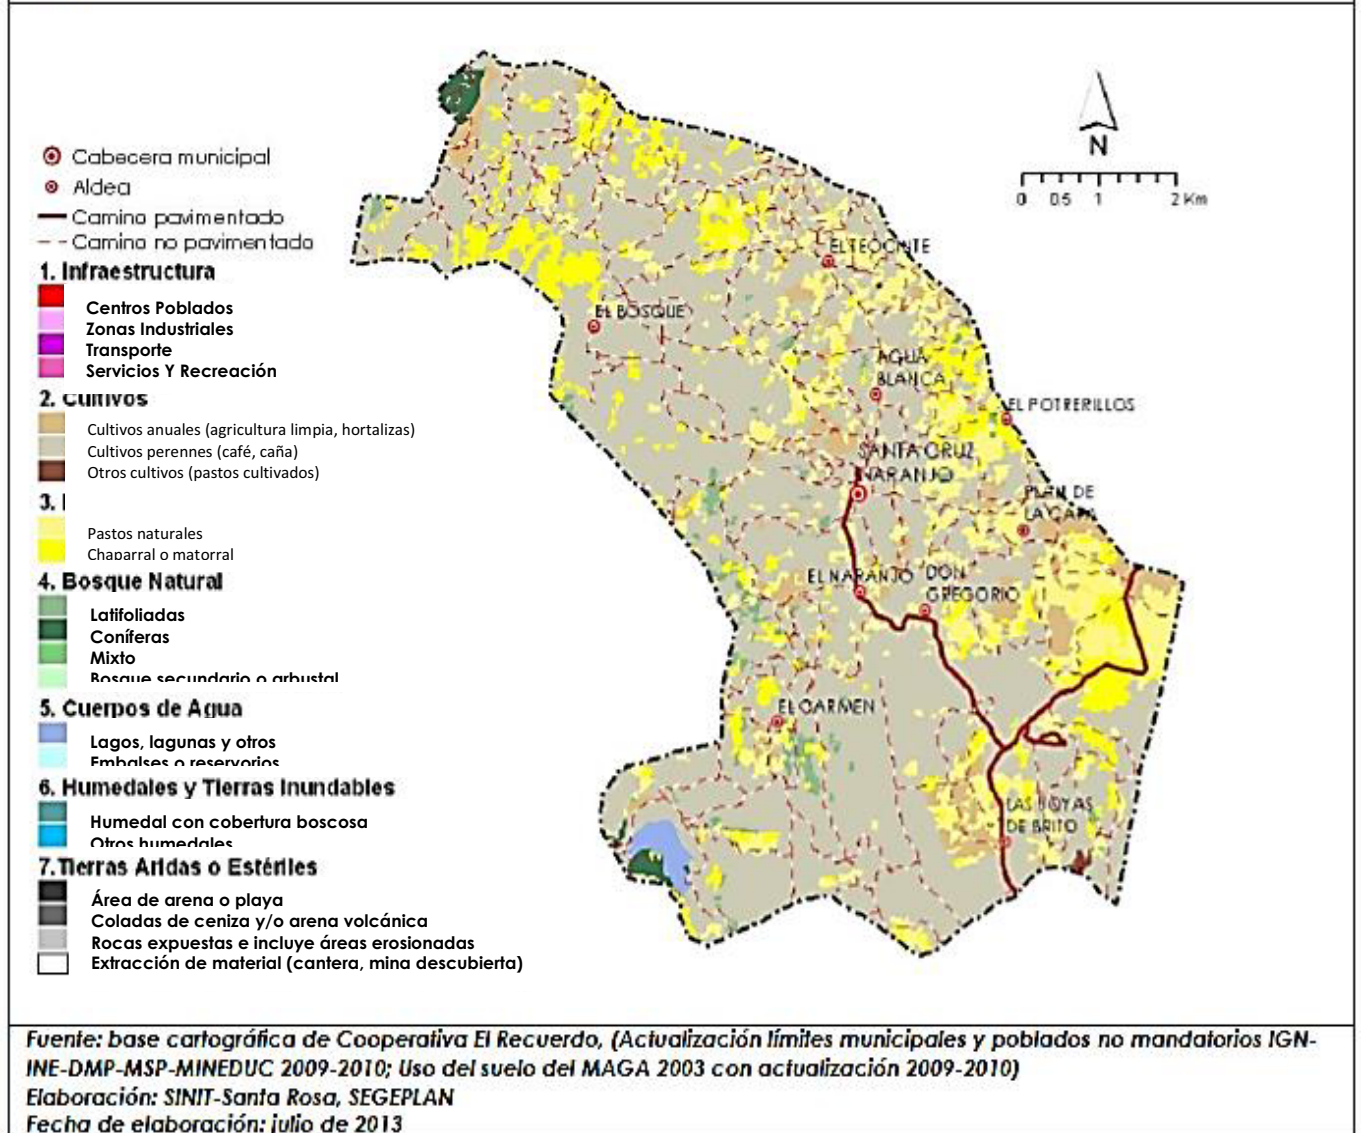 Cabecera municipal
Aldea
Camino pavimentado
Camino no pavimentado
1. Infraestructura
Centros Poblados
Zonas Industriales
Transporte
Servicios Y Recreación
2. Cultivos
Cultivos anuales (agricultura limpia, hortalizas)
Cultivos perennes (café, caña)
Otros cultivos (pastos cultivados)
3.
Pastos naturales
Chaparral o matorral
4. Bosque Natural
Latifoliadas
Coníferas
Mixto
Bosque secundario o arbustal
5. Cuerpos de Agua
Lagos, lagunas y otros
Embalses o reservorios
6. Humedales y Tierras Inundables
Humedal con cobertura boscosa
Otros humedales
7.Tierras Aridas o Estériles
Área de arena o playa
Coladas de ceniza y/o arena volcánica
Rocas expuestas e incluye áreas erosionadas
Extracción de material (cantera, mina descubierta)
N
0 0.5 1 2 Km
EL TEOCINTE
EL BOSQUE
AGUA
BLANCA
EL POTRERILLOS
SANTA CRUZ
NARANJO
PLAN DE
LA
EL NARANJO
DON
GREGORIO
EL CARMEN
LAS JOYAS
DE BRITO
Fuente: base cartográfica de Cooperativa El Recuerdo, (Actualización límites municipales y poblados no mandatorios IGN-
INE-DMP-MSP-MINEDUC 2009-2010; Uso del suelo del MAGA 2003 con actualización 2009-2010)
Elaboración: SINIT-Santa Rosa, SEGEPLAN
Fecha de elaboración: julio de 2013